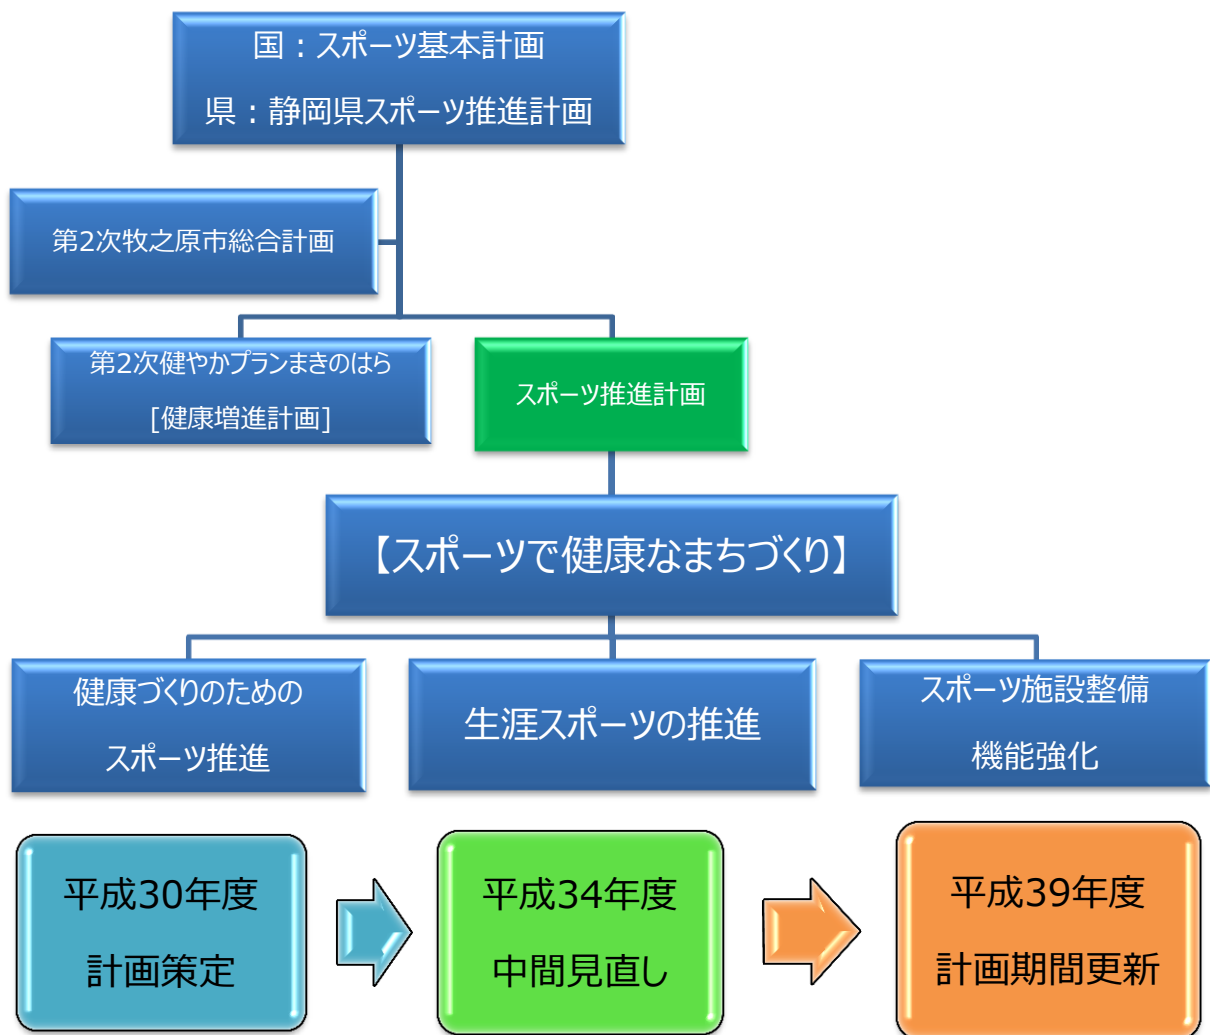 国：スポーツ基本計画
県：静岡県スポーツ推進計画
第2次牧之原市総合計画
第2次健やかプランまきのはら
[健康増進計画]
スポーツ推進計画
【スポーツで健康なまちづくり】
健康づくりのための
スポーツ推進
生涯スポーツの推進
スポーツ施設整備
機能強化
平成30年度
計画策定
平成34年度
中間見直し
平成39年度
計画期間更新